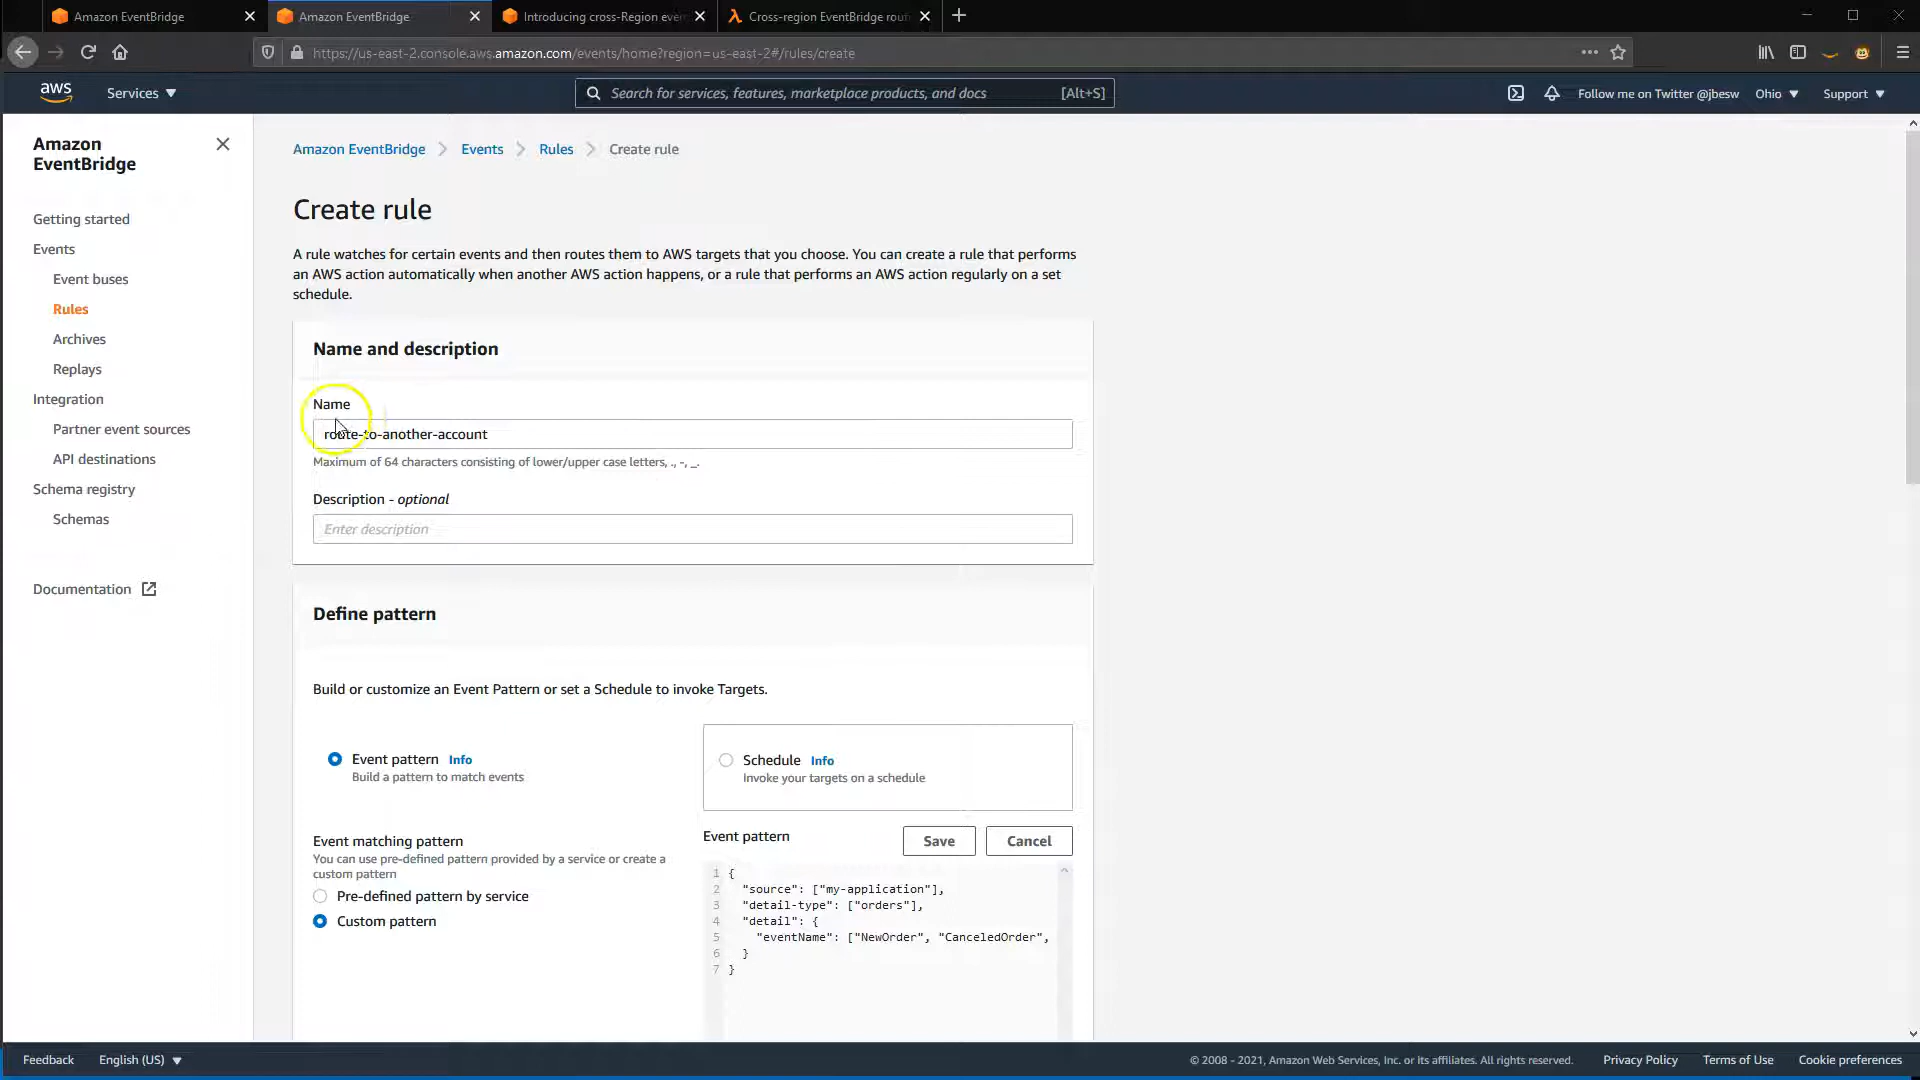 Amazon EventBridge
Amazon EventBridge
Introducing cross-Region even
Cross-region EventBridge rout
https://us-east-2.console.aws.amazon.com/events/home?region=us-east-2#/rules/create
aws
Services
Search for services, features, marketplace products, and docs
[Alt+S]
Follow me on Twitter @jbesw
Ohio
Support
Amazon
EventBridge
Getting started
Events
Event buses
Rules
Archives
Replays
Integration
Partner event sources
API destinations
Schema registry
Schemas
Documentation
Amazon EventBridge
Events
Rules
Create rule
Create rule
A rule watches for certain events and then routes them to AWS targets that you choose. You can create a rule that performs
an AWS action automatically when another AWS action happens, or a rule that performs an AWS action regularly on a set
schedule.
Name and description
Name
route-to-another-account
Maximum of 64 characters consisting of lower/upper case letters, ., -, _.
Description - optional
Enter description
Define pattern
Build or customize an Event Pattern or set a Schedule to invoke Targets.
Event pattern Info
Build a pattern to match events
Schedule Info
Invoke your targets on a schedule
Event matching pattern
You can use pre-defined pattern provided by a service or create a
custom pattern
Pre-defined pattern by service
Custom pattern
Event pattern
Save
Cancel
1 {
2 "source": ["my-application"],
3 "detail-type": ["orders"],
4 "detail": {
5 "eventName": ["NewOrder", "CanceledOrder",
6 }
7 }
Feedback
English (US)
© 2008 - 2021, Amazon Web Services, Inc. or its affiliates. All rights reserved.
Privacy Policy
Terms of Use
Cookie preferences